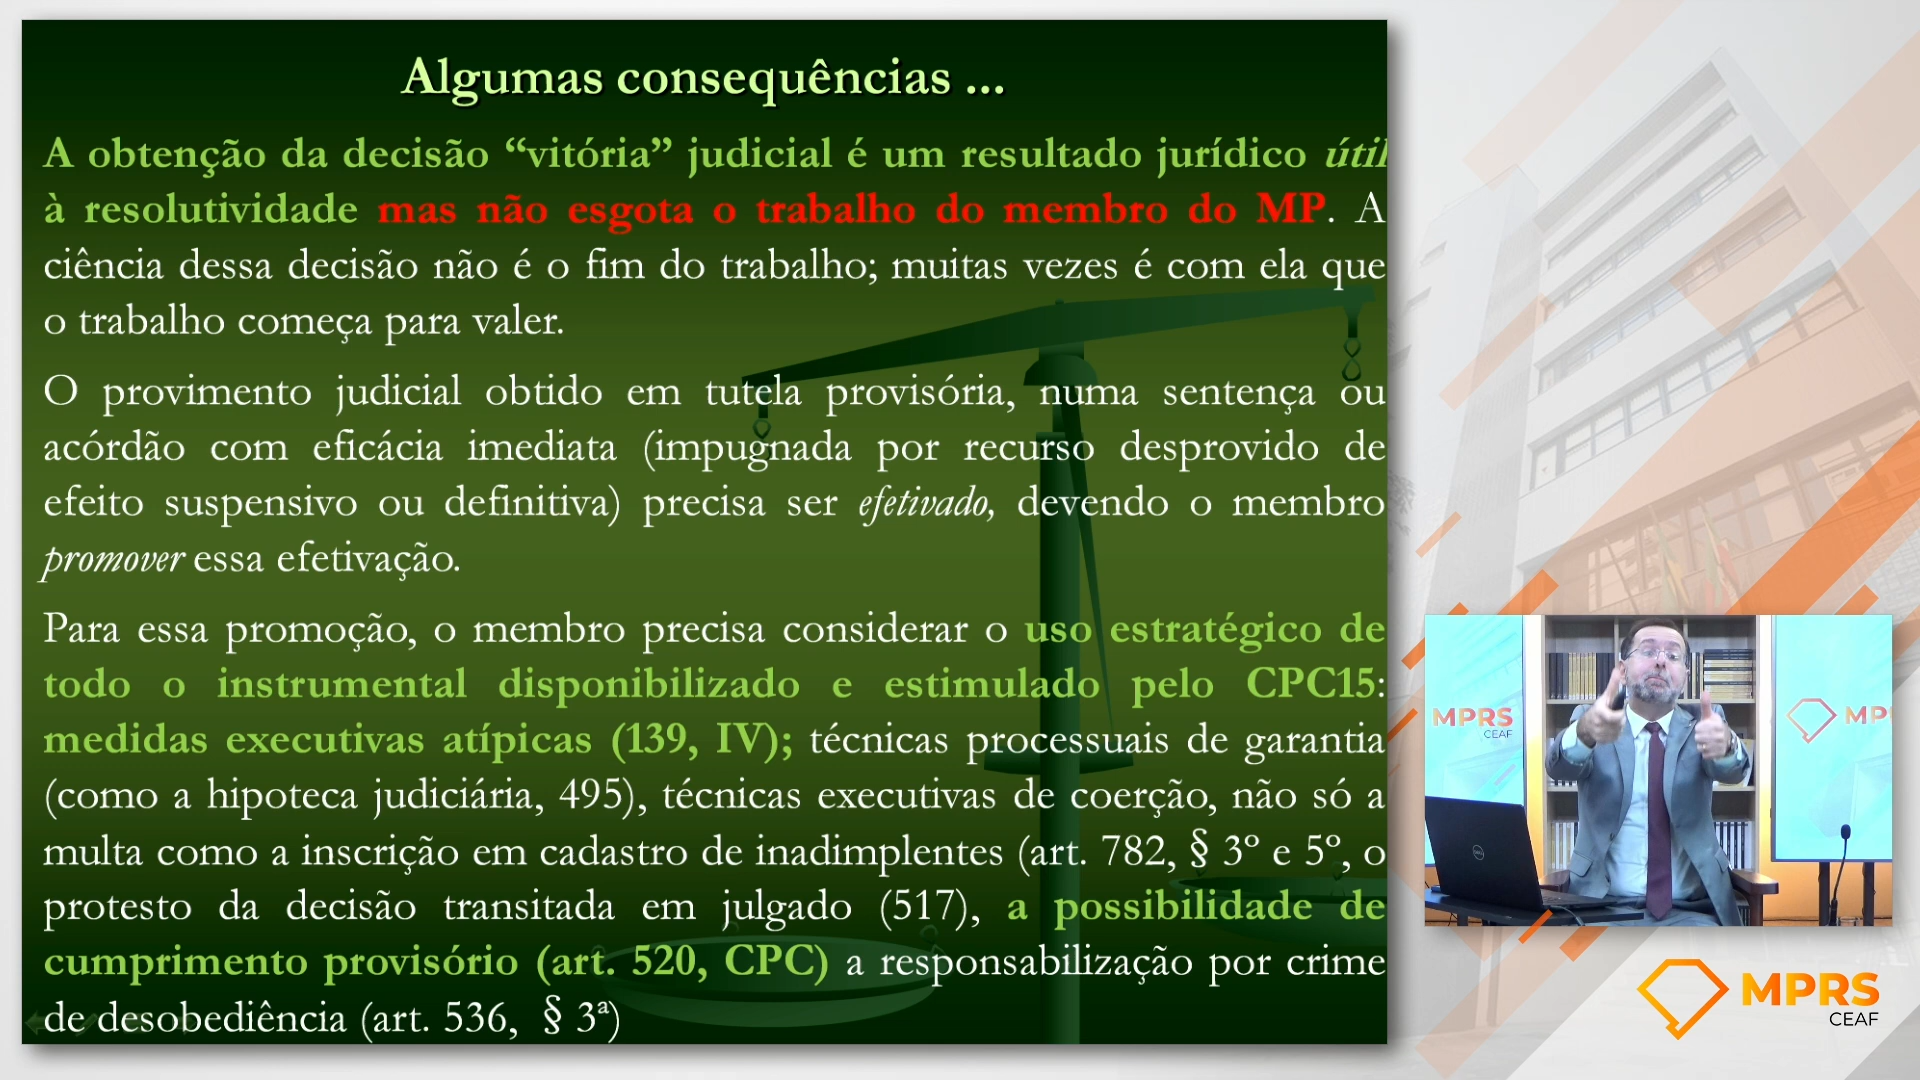 Algumas consequências ...
A obtenção da decisão “vitória” judicial é um resultado jurídico útil
à resolutividade mas não esgota o trabalho do membro do MP. A
ciência dessa decisão não é o fim do trabalho; muitas vezes é com ela que
o trabalho começa para valer.
O provimento judicial obtido em tutela provisória, numa sentença ou
acórdão com eficácia imediata (impugnada por recurso desprovido de
efeito suspensivo ou definitiva) precisa ser efetivado, devendo o membro
promover essa efetivação.
Para essa promoção, o membro precisa considerar o uso estratégico de
todo o instrumental disponibilizado e estimulado pelo CPC15:
medidas executivas atípicas (139, IV); técnicas processuais de garantia
(como a hipoteca judiciária, 495), técnicas executivas de coerção, não só a
multa como a inscrição em cadastro de inadimplentes (art. 782, § 3º e 5º, o
protesto da decisão transitada em julgado (517), a possibilidade de
cumprimento provisório (art. 520, CPC) a responsabilização por crime
de desobediência (art. 536, § 3ª)
MPRS
CEAF
MP
MPRS
CEAF